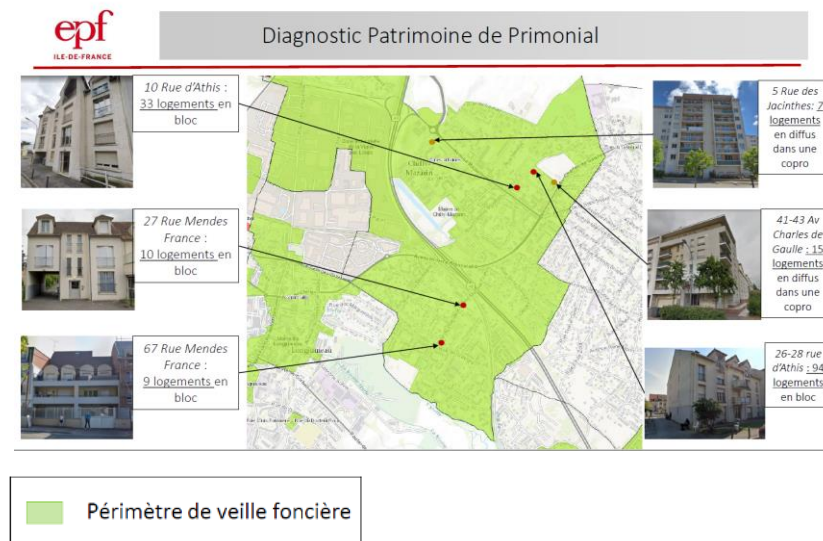 epf
ILE-DE-FRANCE
Diagnostic Patrimoine de Primonial
10 Rue d'Athis :
33 logements en
bloc
27 Rue Mendes
France :
10 logements en
bloc
67 Rue Mendes
France :
9 logements en
bloc
5 Rue des
Jacinthes: 7
logements
en diffus
dans une
copro
41-43 Av
Charles de
Gaulle : 15
logements
en diffus
dans une
copro
26-28 rue
d'Athis : 94
logements
en bloc
Chilly-
Mazarin
Longjumeau
Périmètre de veille foncière